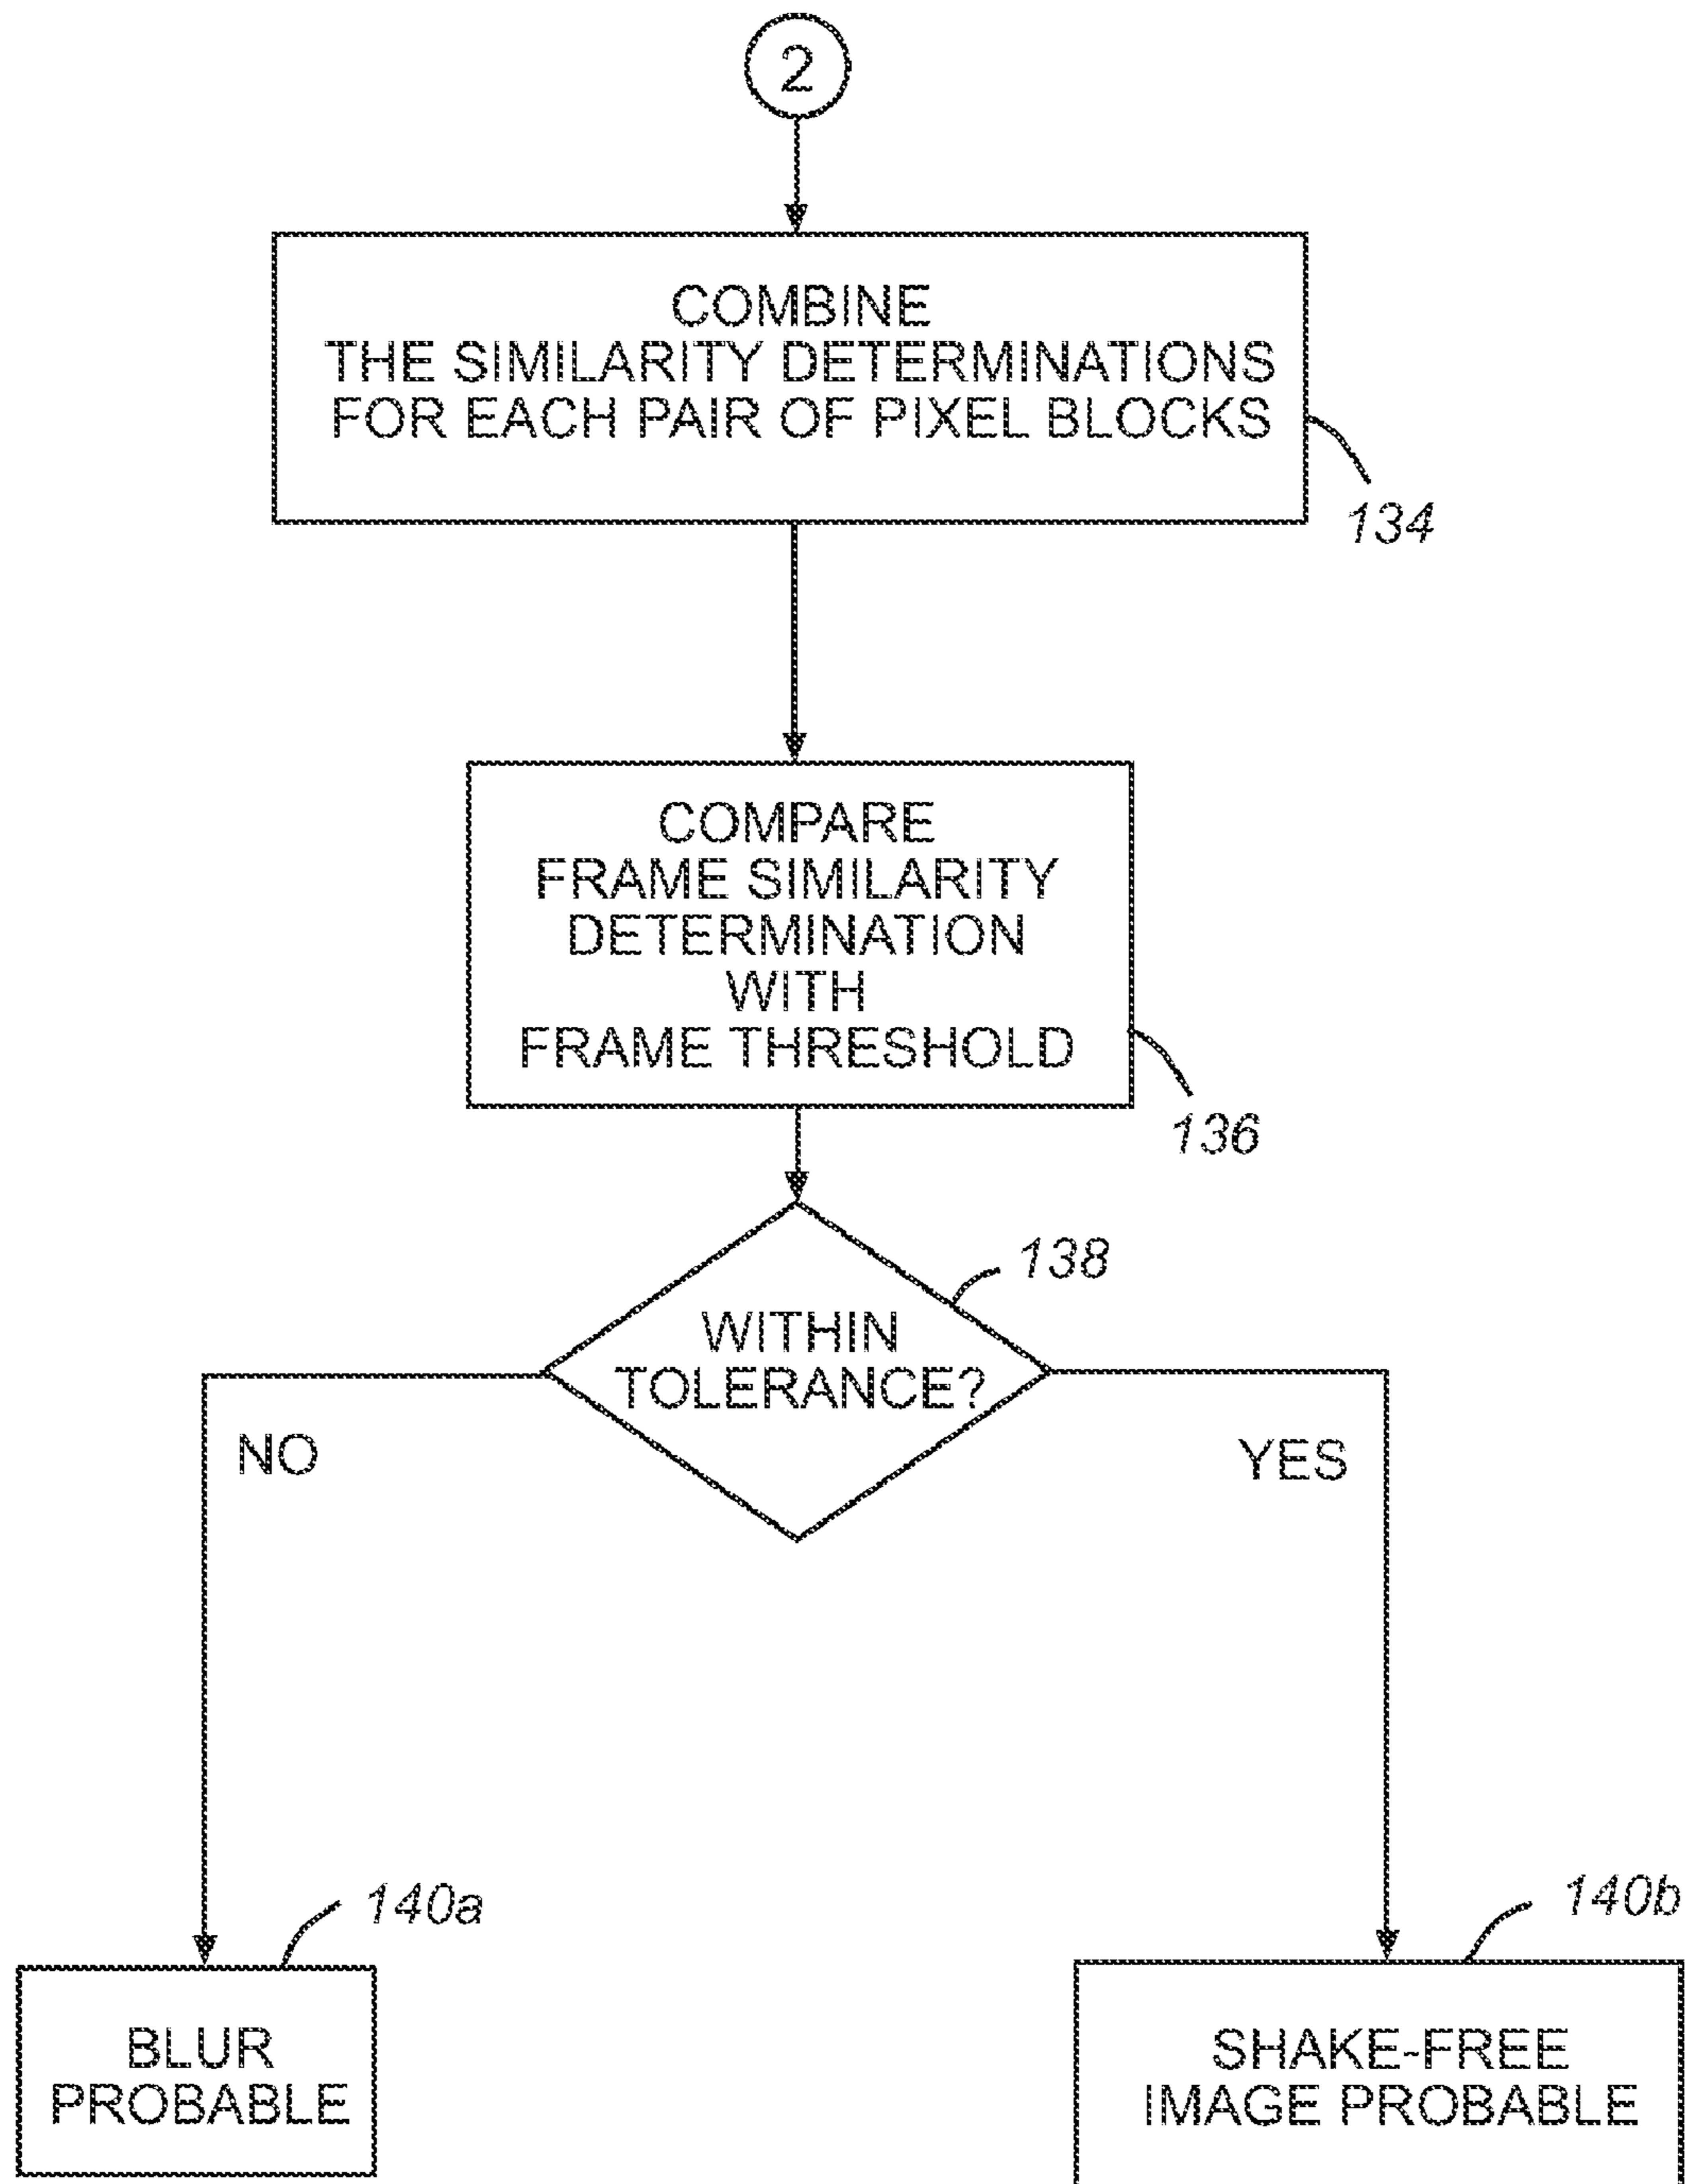 2
COMBINE
THE SIMILARITY DETERMINATIONS
FOR EACH PAIR OF PIXEL BLOCKS
134
COMPARE
FRAME SIMILARITY
DETERMINATION
WITH
FRAME THRESHOLD
136
138
WITHIN
TOLERANCE?
NO
YES
140a
140b
BLUR
PROBABLE
SHAKE-FREE
IMAGE PROBABLE